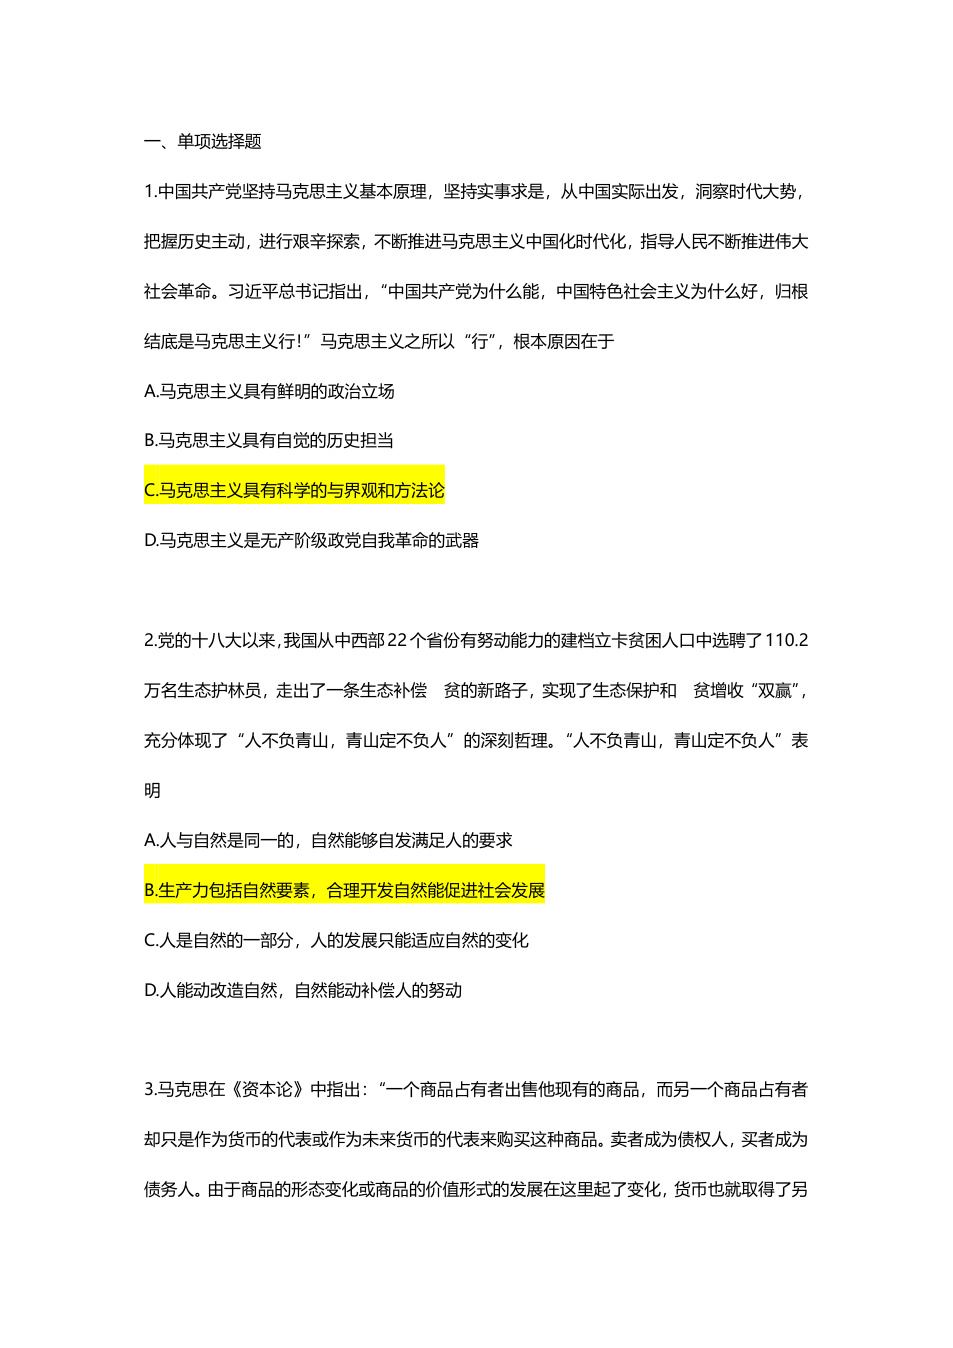 一、单项选择题
1.中国共产党坚持马克思主义基本原理，坚持实事求是，从中国实际出发，洞察时代大势，
把握历史主动，进行艰辛探索，不断推进马克思主义中国化时代化，指导人民不断推进伟大
社会革命。习近平总书记指出，“中国共产党为什么能，中国特色社会主义为什么好，归根
结底是马克思主义行！”马克思主义之所以“行”，根本原因在于
A.马克思主义具有鲜明的政治立场
B.马克思主义具有自觉的历史担当
C.马克思主义具有科学的与界观和方法论
D.马克思主义是无产阶级政党自我革命的武器
2.党的十八大以来，我国从中西部22个省份有努动能力的建档立卡贫困人口中选聘了110.2
万名生态护林员，走出了一条生态补偿 贫的新路子，实现了生态保护和 贫增收“双赢”，
充分体现了“人不负青山，青山定不负人”的深刻哲理。“人不负青山，青山定不负人”表
明
A.人与自然是同一的，自然能够自发满足人的要求
B.生产力包括自然要素，合理开发自然能促进社会发展
C.人是自然的一部分，人的发展只能适应自然的变化
D.人能动改造自然，自然能动补偿人的努动
3.马克思在《资本论》中指出：“一个商品占有者出售他现有的商品，而另一个商品占有者
却只是作为货币的代表或作为未来货币的代表来购买这种商品。卖者成为债权人，买者成为
债务人。由于商品的形态变化或商品的价值形式的发展在这里起了变化，货币也就取得了另